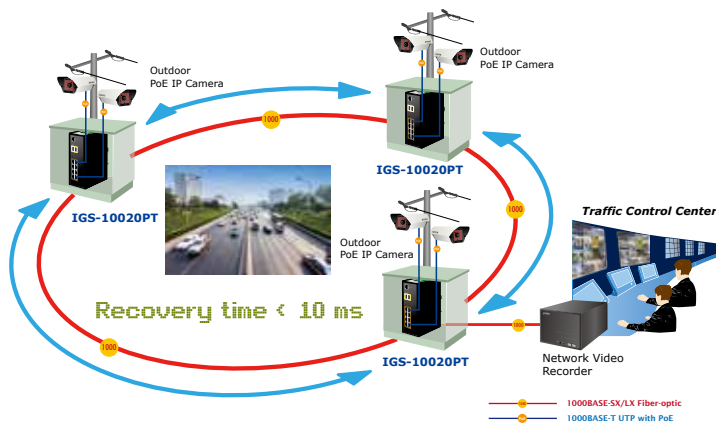 Outdoor
PoE IP Camera
Outdoor
PoE IP Camera
1000
IGS-10020PT
IGS-10020PT
1000
Traffic Control Center
Outdoor
PoE IP Camera
Recovery time < 10 ms
1000
1000
IGS-10020PT
Network Video
Recorder
1000BASE-SX/LX Fiber-optic
1000BASE-T UTP with PoE